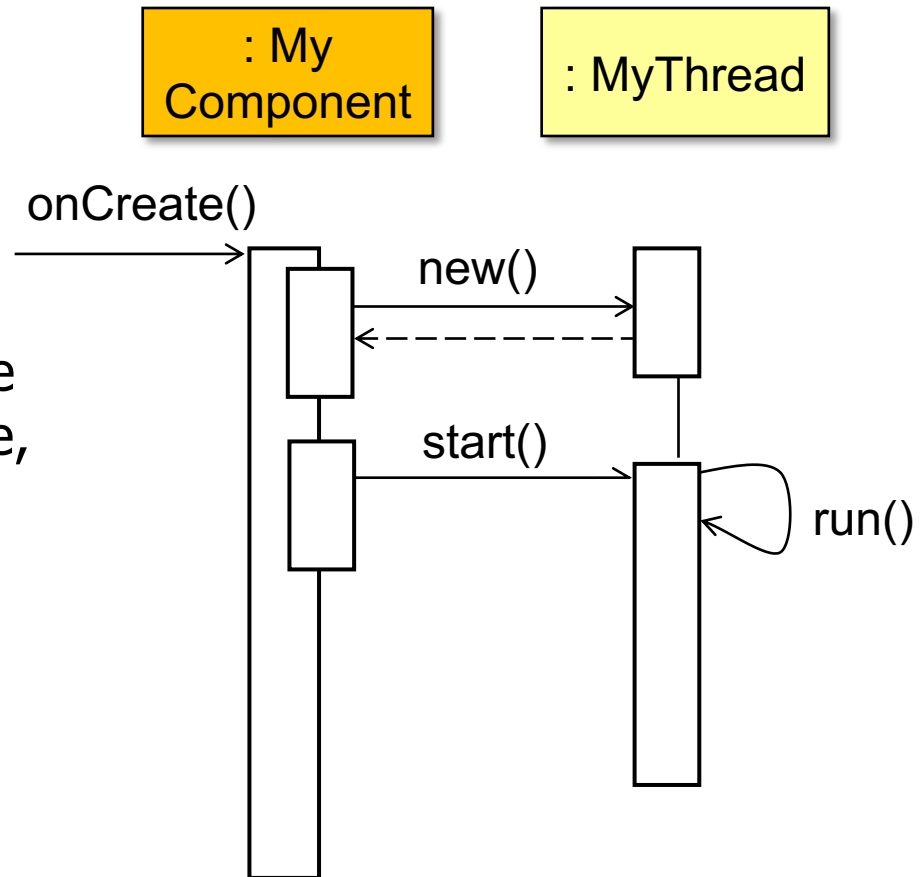 : My
Component
: MyThread
onCreate()
new()
e
e,
start()
run()